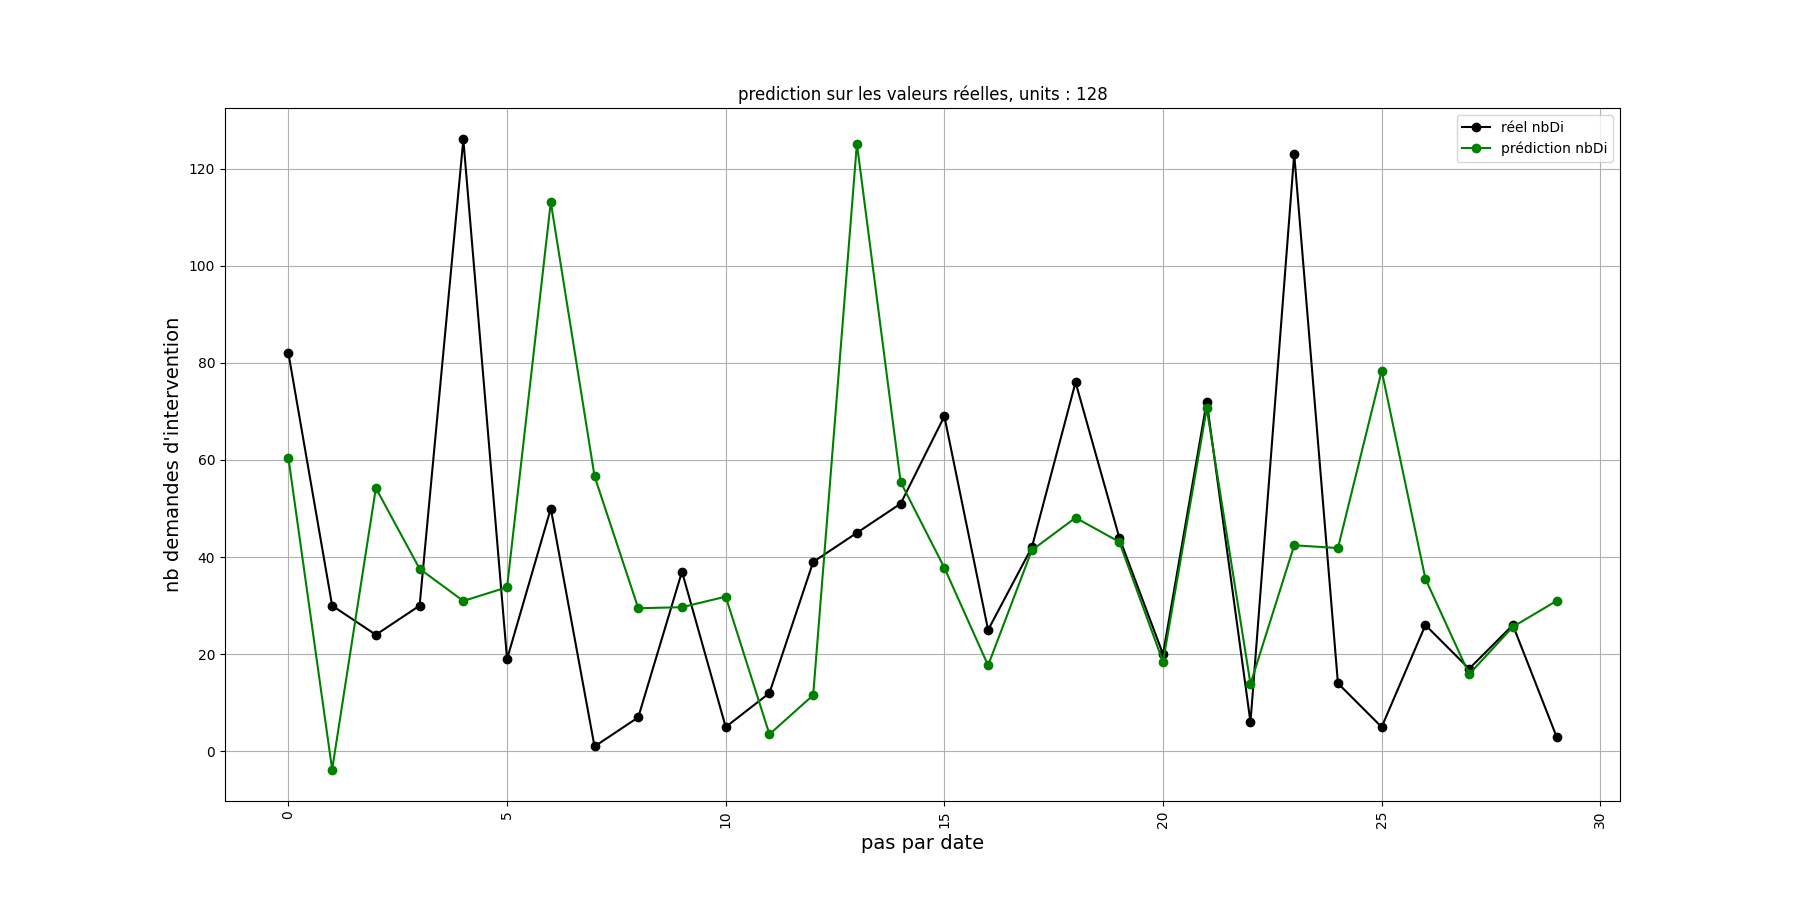 prediction sur les valeurs réelles, units : 128
réel nbDi
prédiction nbDi
nb demandes d'intervention
120
100
80
60
40
20
0
0 5 10 15 20 25 30
pas par date